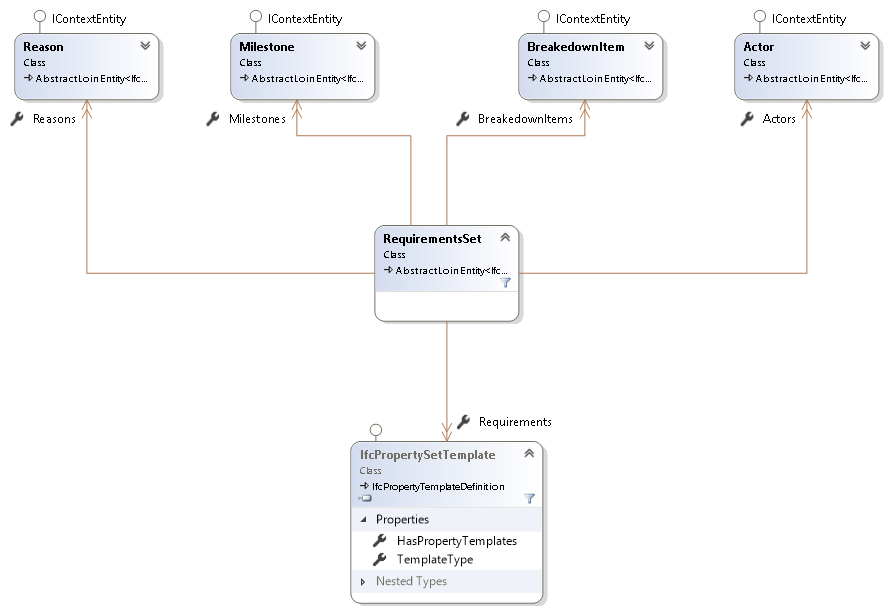 IContextEntity
IContextEntity
IContextEntity
IContextEntity
Reason
Class
AbstractLoinEntity<Ifc...
Milestone
Class
AbstractLoinEntity<Ifc...
BreakedownItem
Class
AbstractLoinEntity<Ifc...
Actor
Class
AbstractLoinEntity<Ifc...
Reasons
Milestones
BreakedownItems
Actors
RequirementsSet
Class
AbstractLoinEntity<Ifc...
Requirements
IfcPropertySetTemplate
Class
IfcPropertyTemplateDefinition
Properties
HasPropertyTemplates
TemplateType
Nested Types